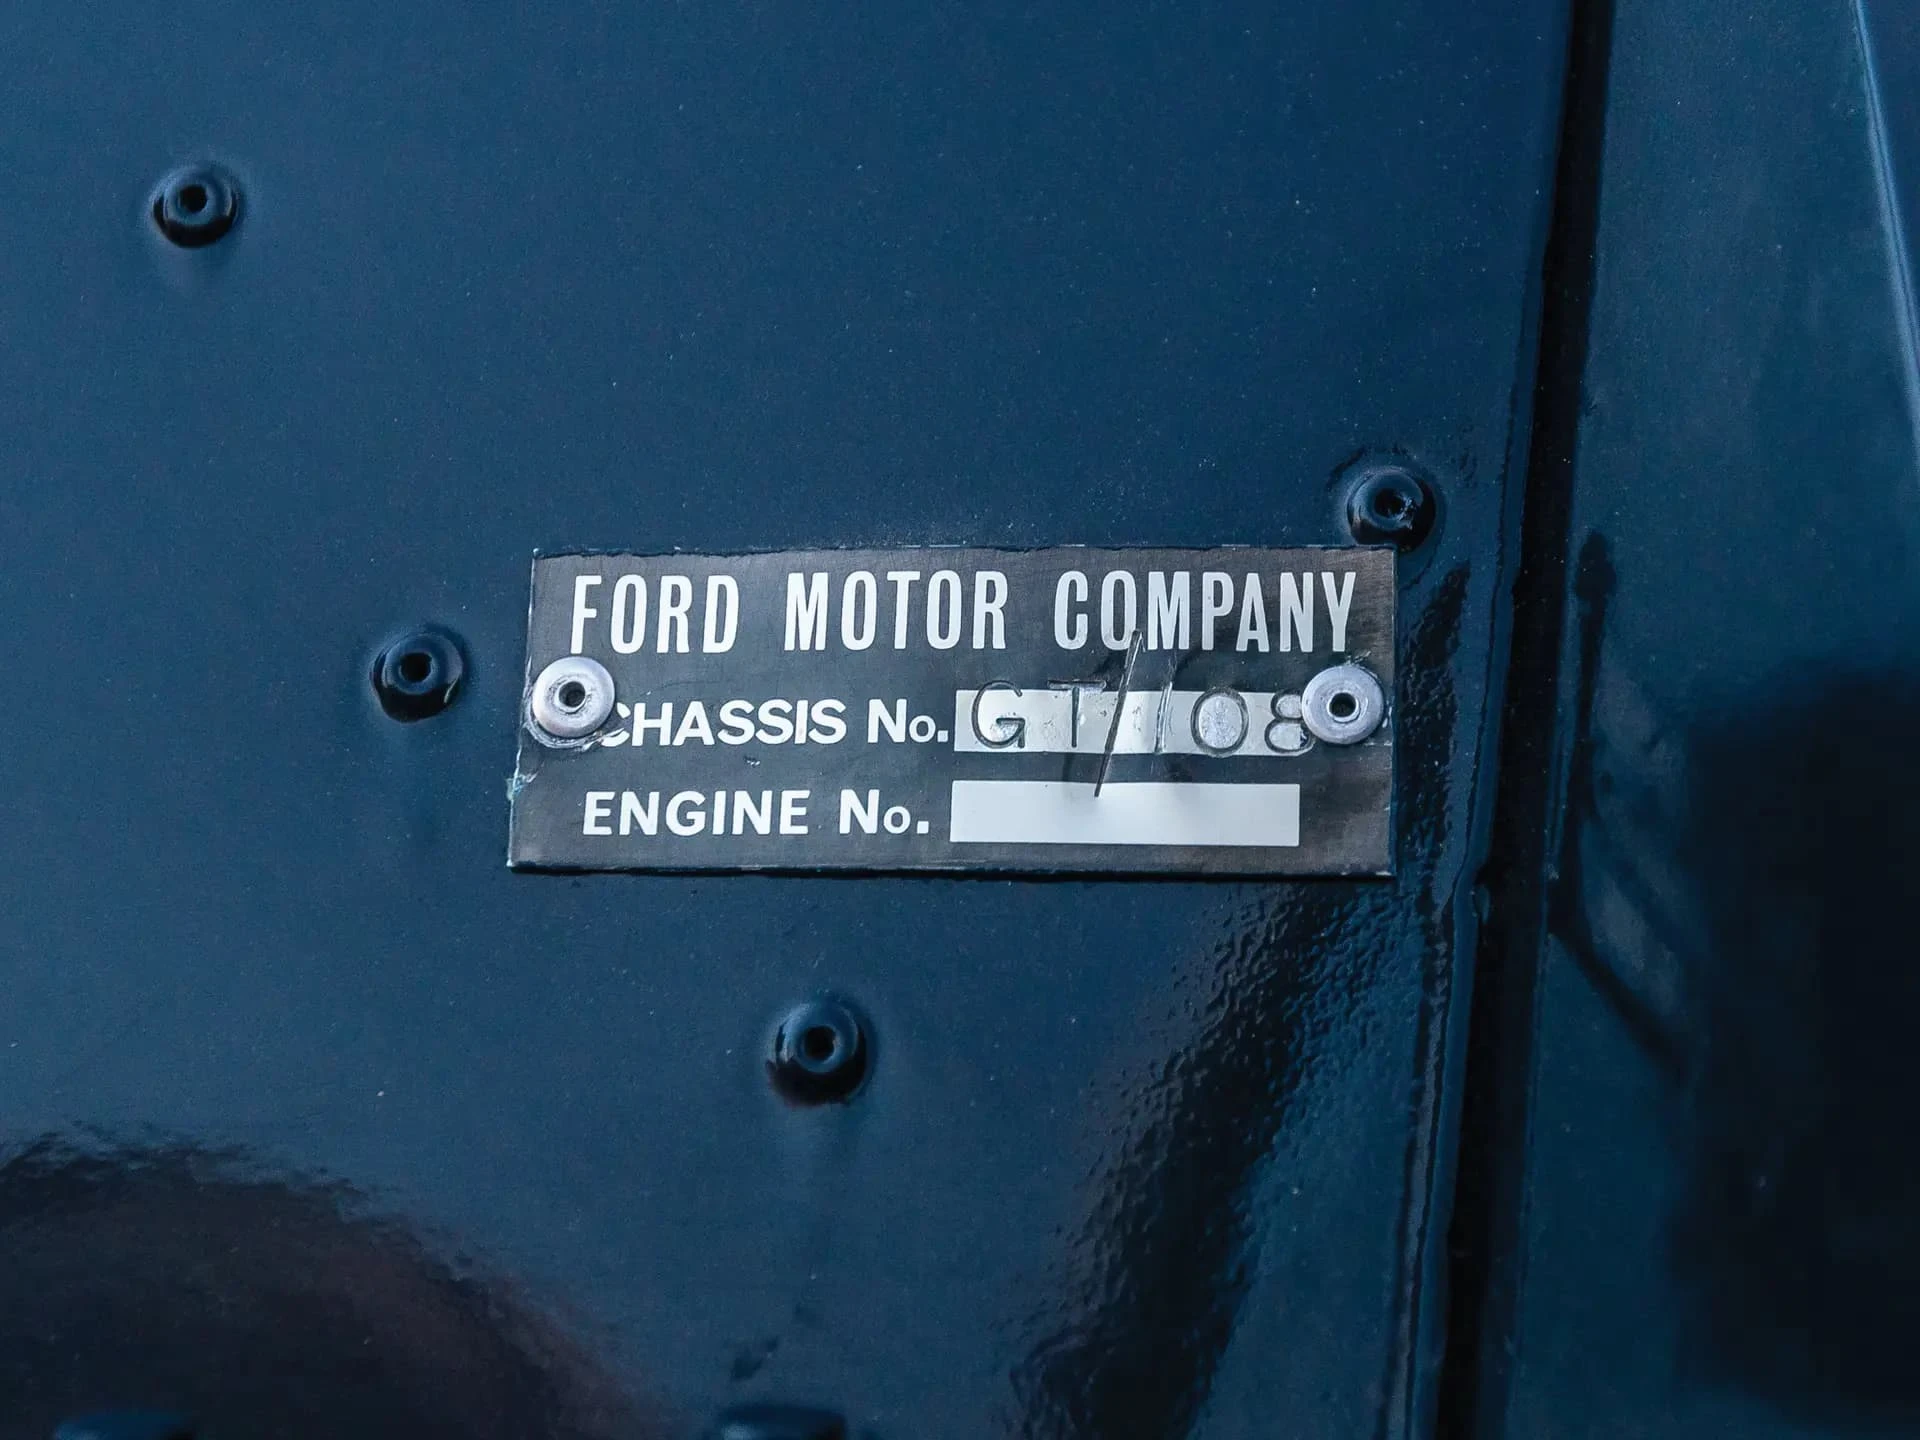 FORD MOTOR COMPANY
CHASSIS No. GT/108
ENGINE No.